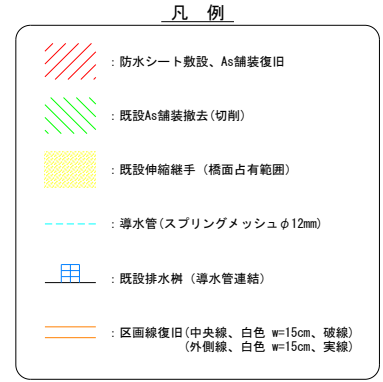 凡 例
：防水シート敷設、As舗装復旧
：既設As舗装撤去(切削)
：既設伸縮継手（橋面占有範囲）
：導水管(スプリングメッシュφ12mm)
：既設排水桝（導水管連結）
：区画線復旧(中央線、白色 w=15cm、破線)
(外側線、白色 w=15cm、実線)